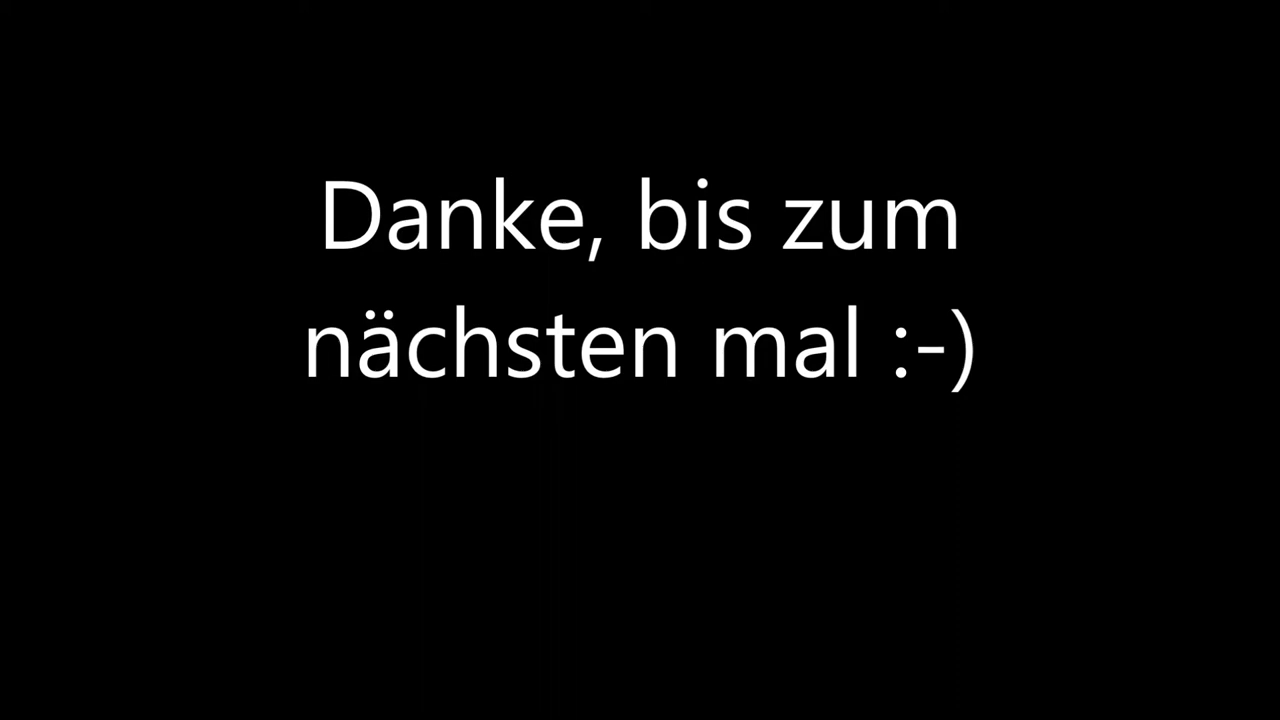 Danke, bis zum
nächsten mal :-)